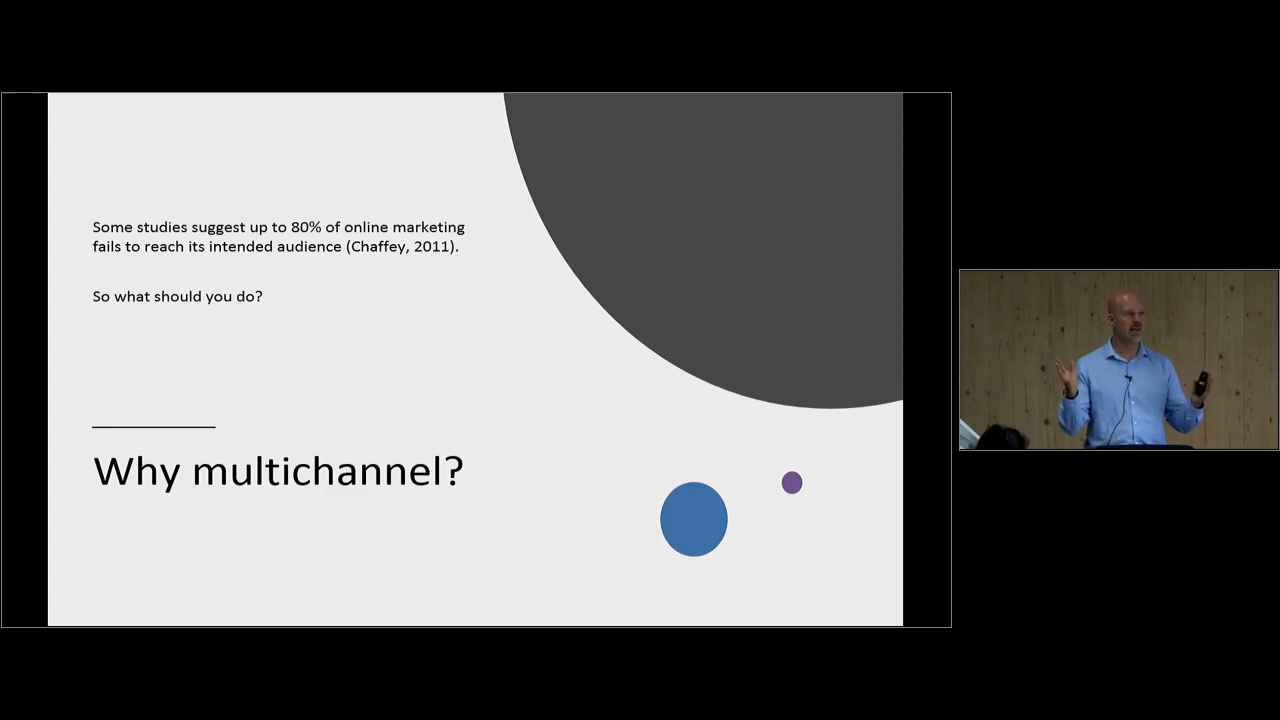 Some studies suggest up to 80% of online marketing
fails to reach its intended audience (Chaffey, 2011).
So what should you do?
Why multichannel?